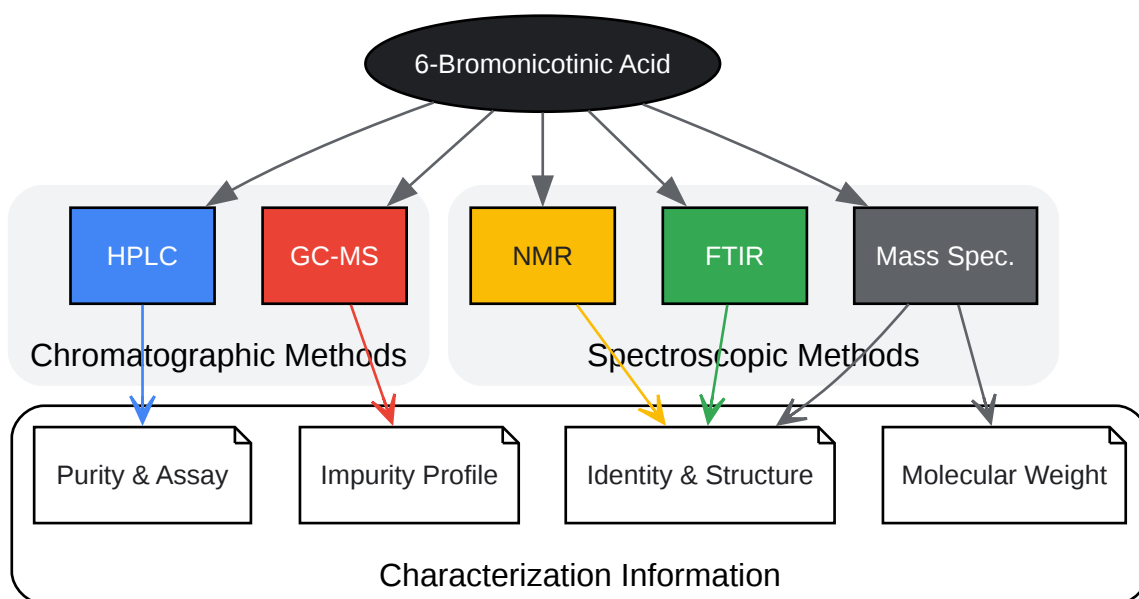 6-Bromonicotinic Acid
HPLC
GC-MS
NMR
FTIR
Mass Spec.
Chromatographic Methods
Spectroscopic Methods
Purity & Assay
Impurity Profile
Identity & Structure
Molecular Weight
Characterization Information